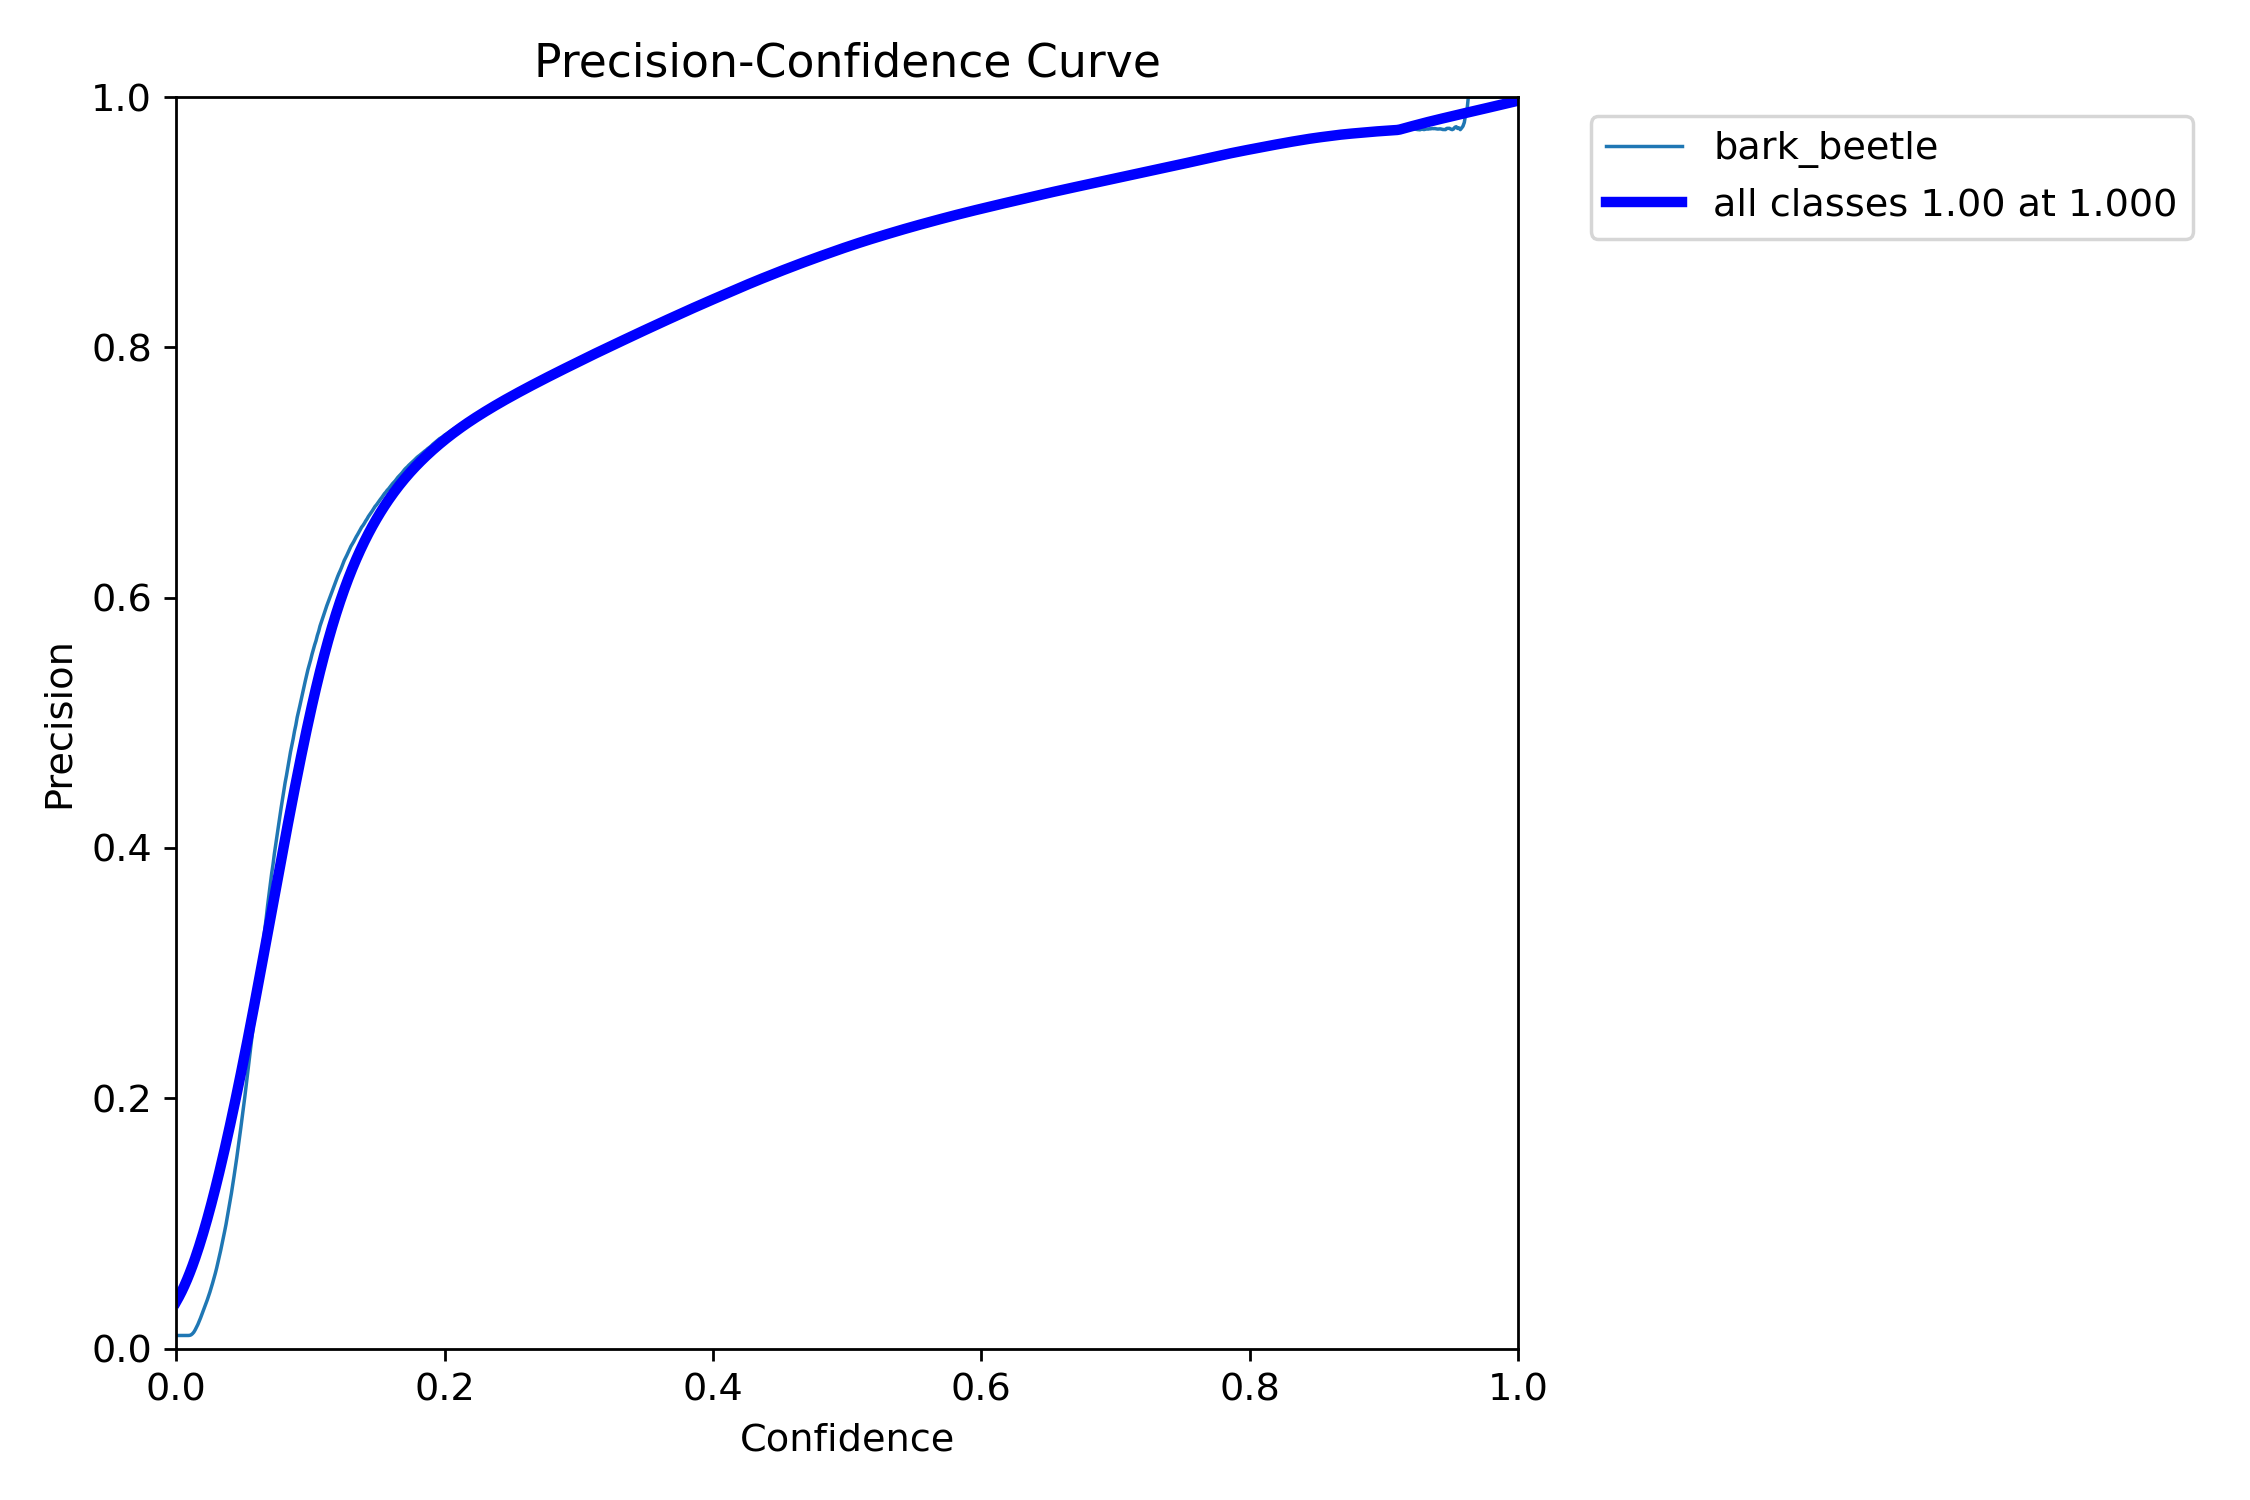 Precision-Confidence Curve
1.0
0.8
0.6
0.4
0.2
0.0
Precision
0.0 0.2 0.4 0.6 0.8 1.0
Confidence
bark_beetle
all classes 1.00 at 1.000